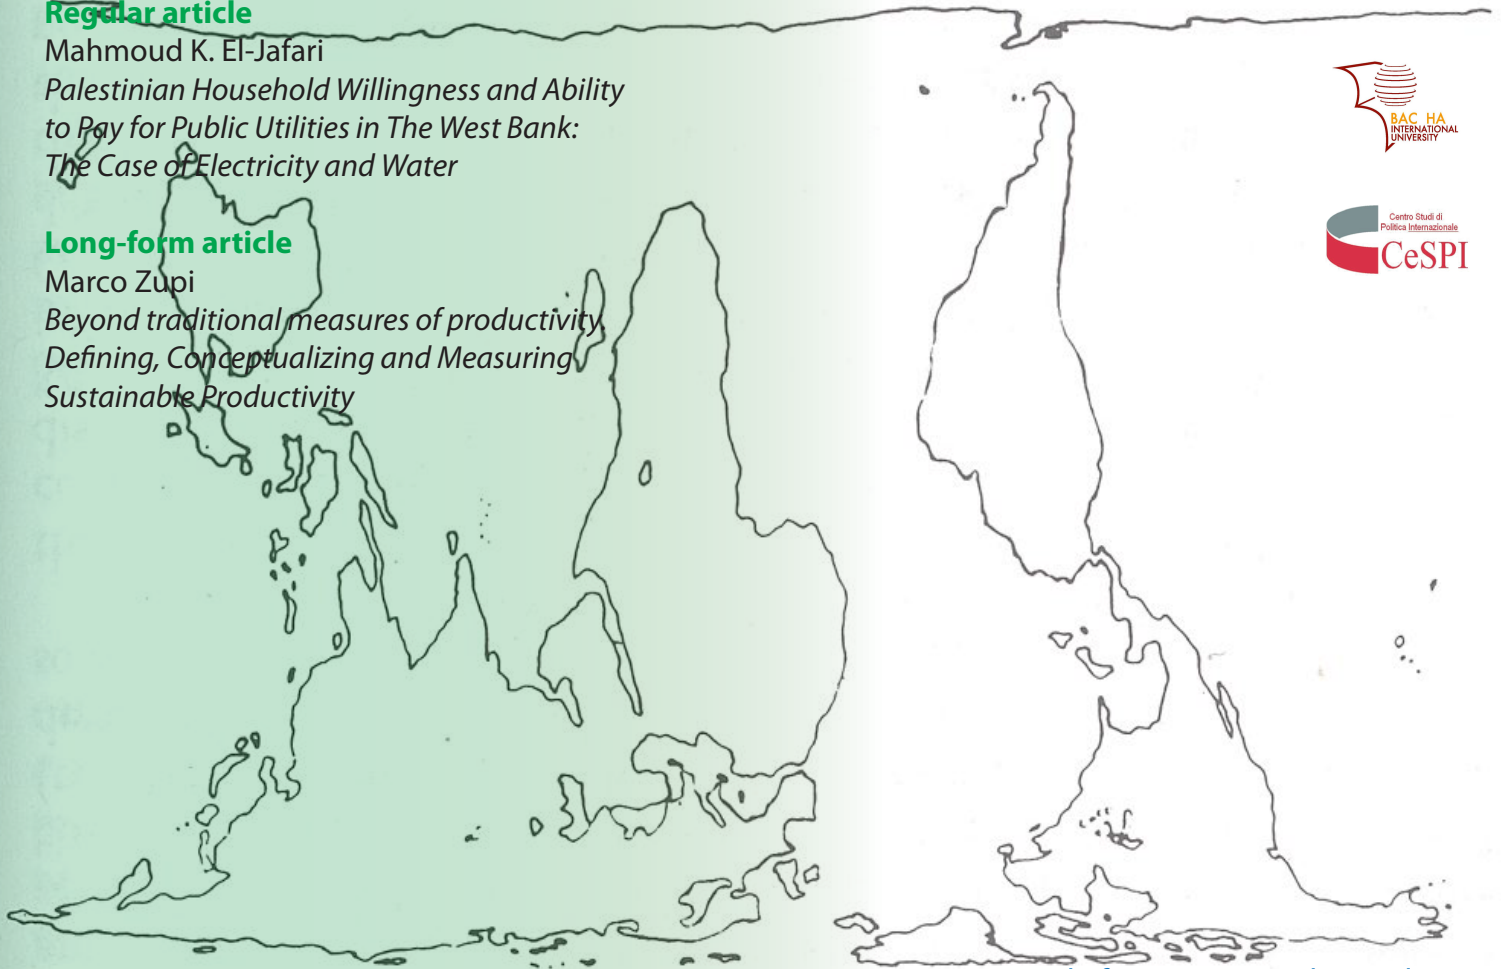 Regular article
Mahmoud K. El-Jafari
Palestinian Household Willingness and Ability
to Pay for Public Utilities in The West Bank:
The Case of Electricity and Water
Long-form article
Marco Zupi
Beyond traditional measures of productivity.
Defining, Conceptualizing and Measuring
Sustainable Productivity
BAC HA
INTERNATIONAL
UNIVERSITY
Centro Studi di
Politica Internazionale
CeSPI